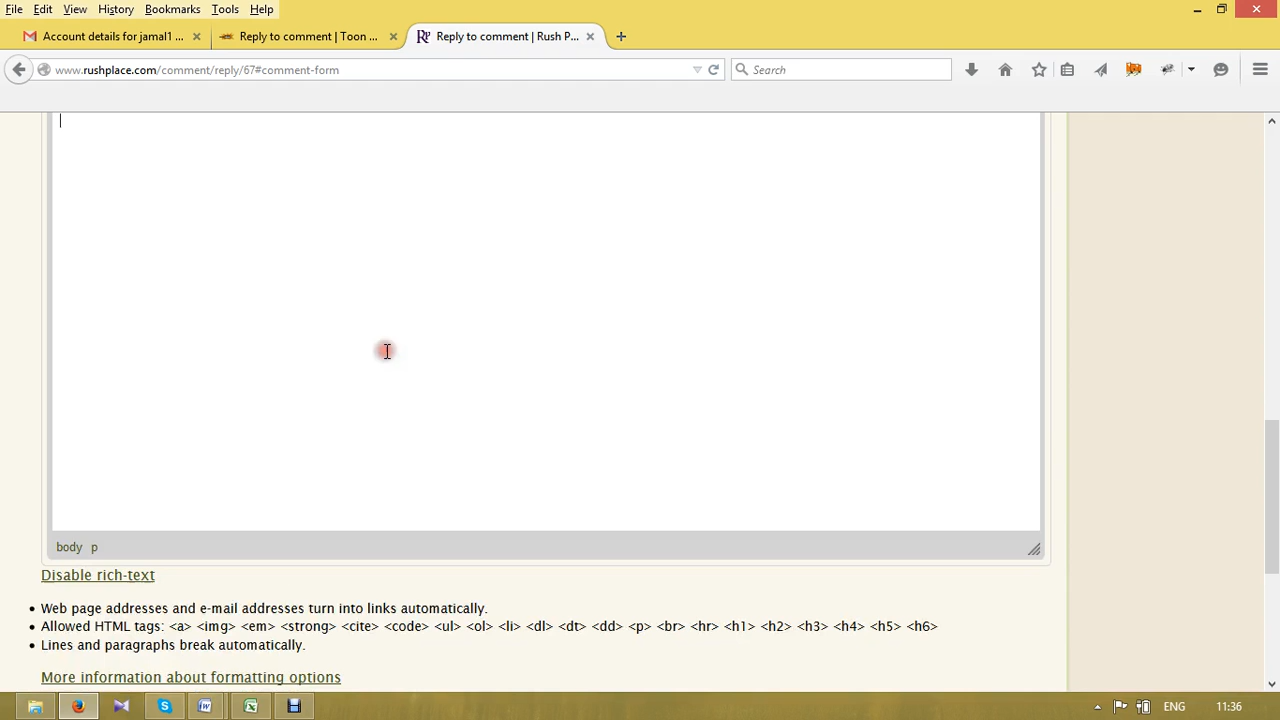 File Edit View History Bookmarks Tools Help
Account details for jamal1 ... Reply to comment | Toon ... Reply to comment | Rush P...
www.rushplace.com/comment/reply/67#comment-form Search
body p
Disable rich-text
Web page addresses and e-mail addresses turn into links automatically.
Allowed HTML tags: <a> <img> <em> <strong> <cite> <code> <ul> <ol> <li> <dl> <dt> <dd> <p> <br> <hr> <h1> <h2> <h3> <h4> <h5> <h6>
Lines and paragraphs break automatically.
More information about formatting options
ENG 11:36